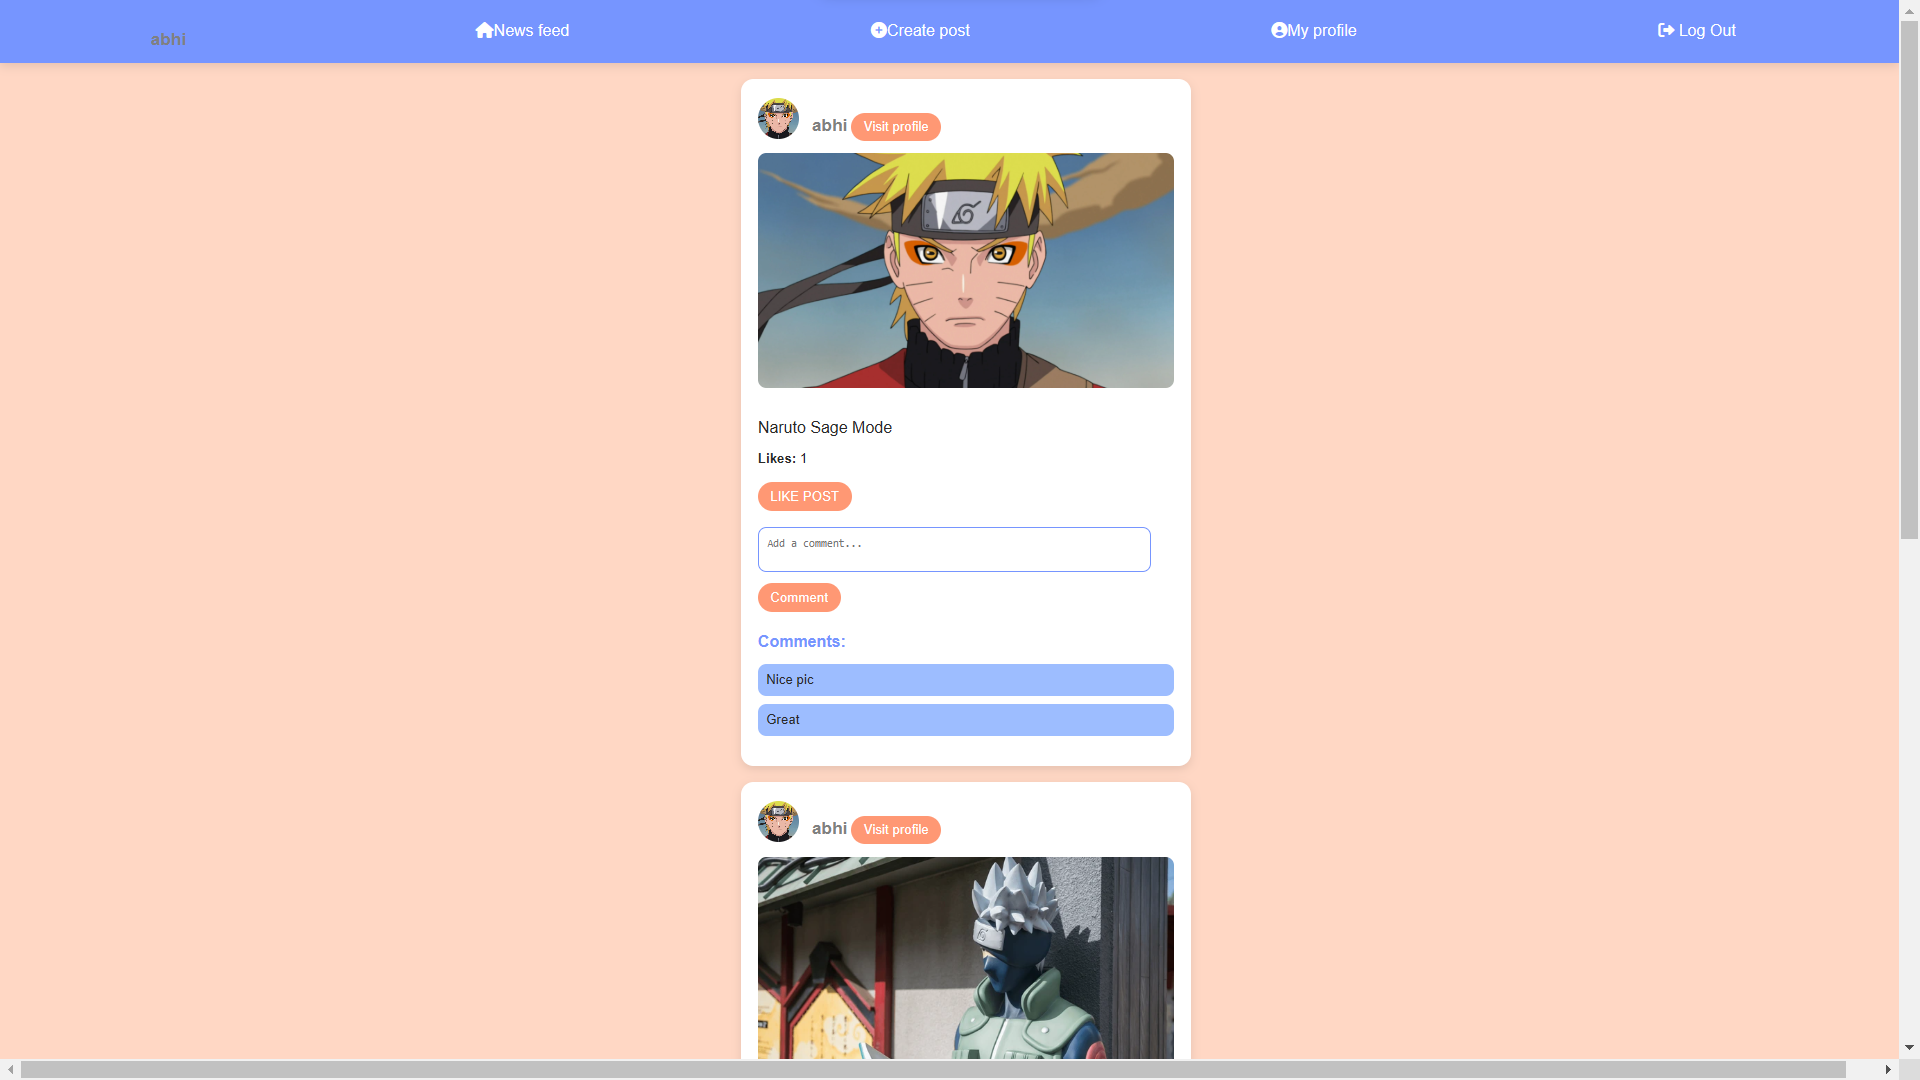 abhi
News feed
Create post
My profile
Log Out
abhi
Visit profile
Naruto Sage Mode
Likes: 1
LIKE POST
Add a comment...
Comment
Comments:
Nice pic
Great
abhi
Visit profile